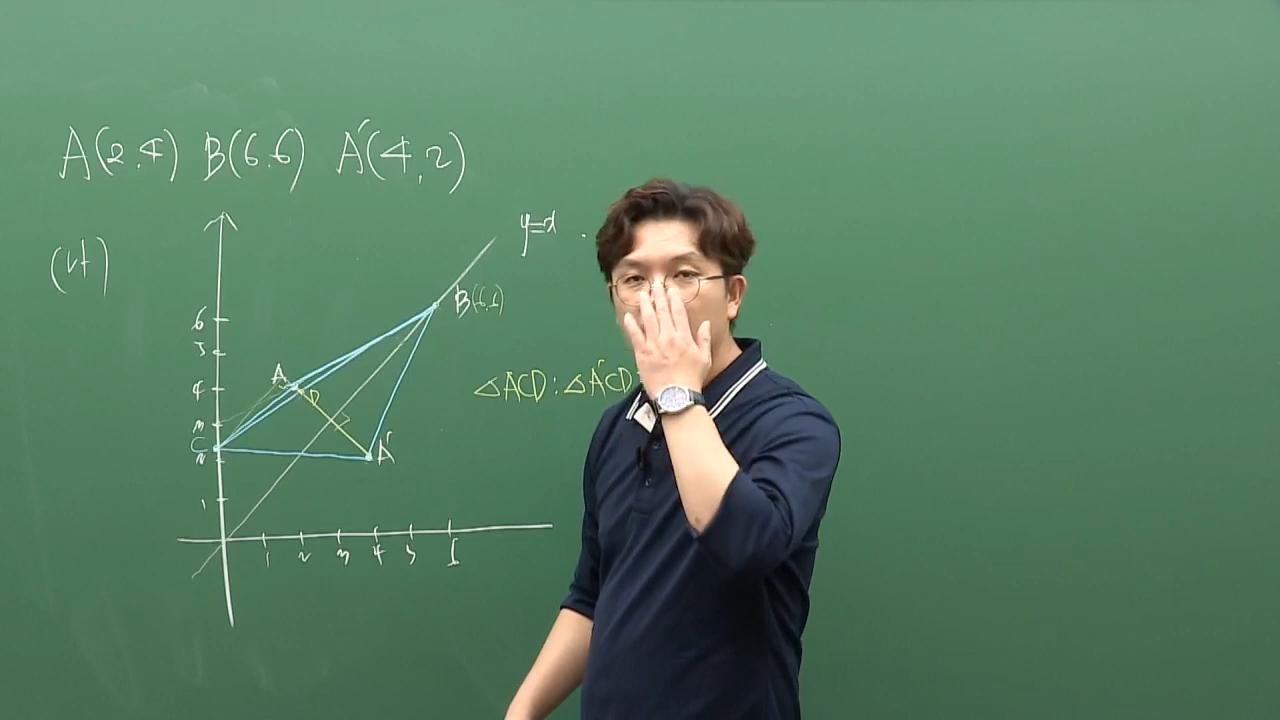 A(2.4) B(6.6) A´(4,2)
(나)
y=x
B(6,6)
6
5
4
3
C
2
1
A
D
A´
△ACD:△A´CD
1 2 3 4 5 6